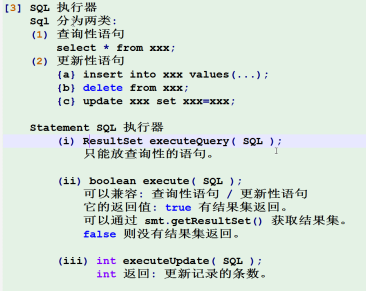 [3] SQL 执行器
Sql 分为两类:
(1) 查询性语句
select * from xxx;
(2) 更新性语句
{a} insert into xxx values(...);
{b} delete from xxx;
{c} update xxx set xxx=xxx;
Statement SQL 执行器
(i) ResultSet executeQuery( SQL );
只能放查询性的语句。
(ii) boolean execute( SQL );
可以兼容: 查询性语句 / 更新性语句
它的返回值: true 有结果集返回。
可以通过 smt.getResultSet() 获取结果集。
false 则没有结果集返回。
(iii) int executeUpdate( SQL );
int 返回: 更新记录的条数。